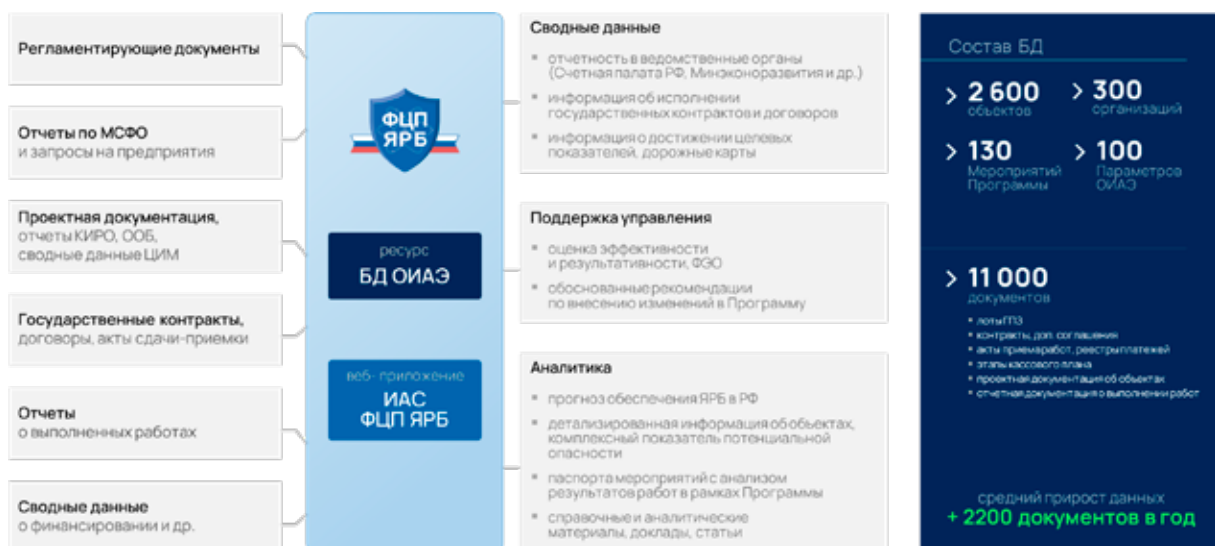 Регламентирующие документы
Отчеты по МСФО
и запросы на предприятия
Проектная документация,
отчеты КИРО, ООБ,
сводные данные ЦИМ
Государственные контракты,
договоры, акты сдачи-приемки
Отчеты
о выполненных работах
Сводные данные
о финансировании и др.
ФЦП
ЯРБ
ресурс
БД ОИАЭ
веб- приложение
ИАС
ФЦП ЯРБ
Сводные данные
▪ отчетность в ведомственные органы
(Счетная палата РФ, Минэконоразвития и др.)
▪ информация об исполнении
государственных контрактов и договоров
▪ информация о достижении целевых
показателей, дорожные карты
Поддержка управления
▪ оценка эффективности
и результативности, ФЭО
▪ обоснованные рекомендации
по внесению изменений в Программу
Аналитика
▪ прогноз обеспечения ЯРБ в РФ
▪ детализированная информация об объектах,
комплексный показатель потенциальной
опасности
▪ паспорта мероприятий с анализом
результатов работ в рамках Программы
▪ справочные и аналитические
материалы, доклады, статьи
Состав БД
> 2 600
объектов
> 300
организаций
> 130
Мероприятий
Программы
> 100
Параметров
ОИАЭ
> 11 000
документов
▪ лоты ГПЗ
▪ контракты, доп. соглашения
▪ акты приема работ, реестры платежей
▪ этапы кассового плана
▪ проектная документация об объектах
▪ отчетная документация о выполнении работ
средний прирост данных
+ 2200 документов в год